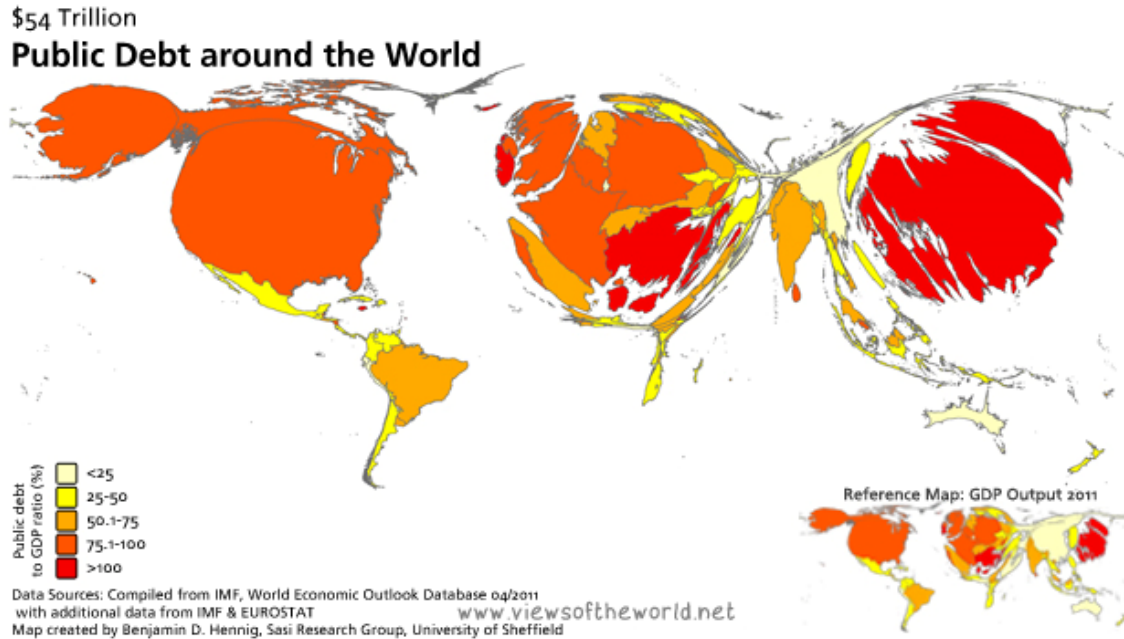 $54 Trillion
Public Debt around the World
Public debt
to GDP ratio (%)
<25
25-50
50.1-75
75.1-100
>100
Reference Map: GDP Output 2011
Data Sources: Compiled from IMF, World Economic Outlook Database 04/2011
with additional data from IMF & EUROSTAT
www.viewsoftheworld.net
Map created by Benjamin D. Hennig, Sasi Research Group, University of Sheffield